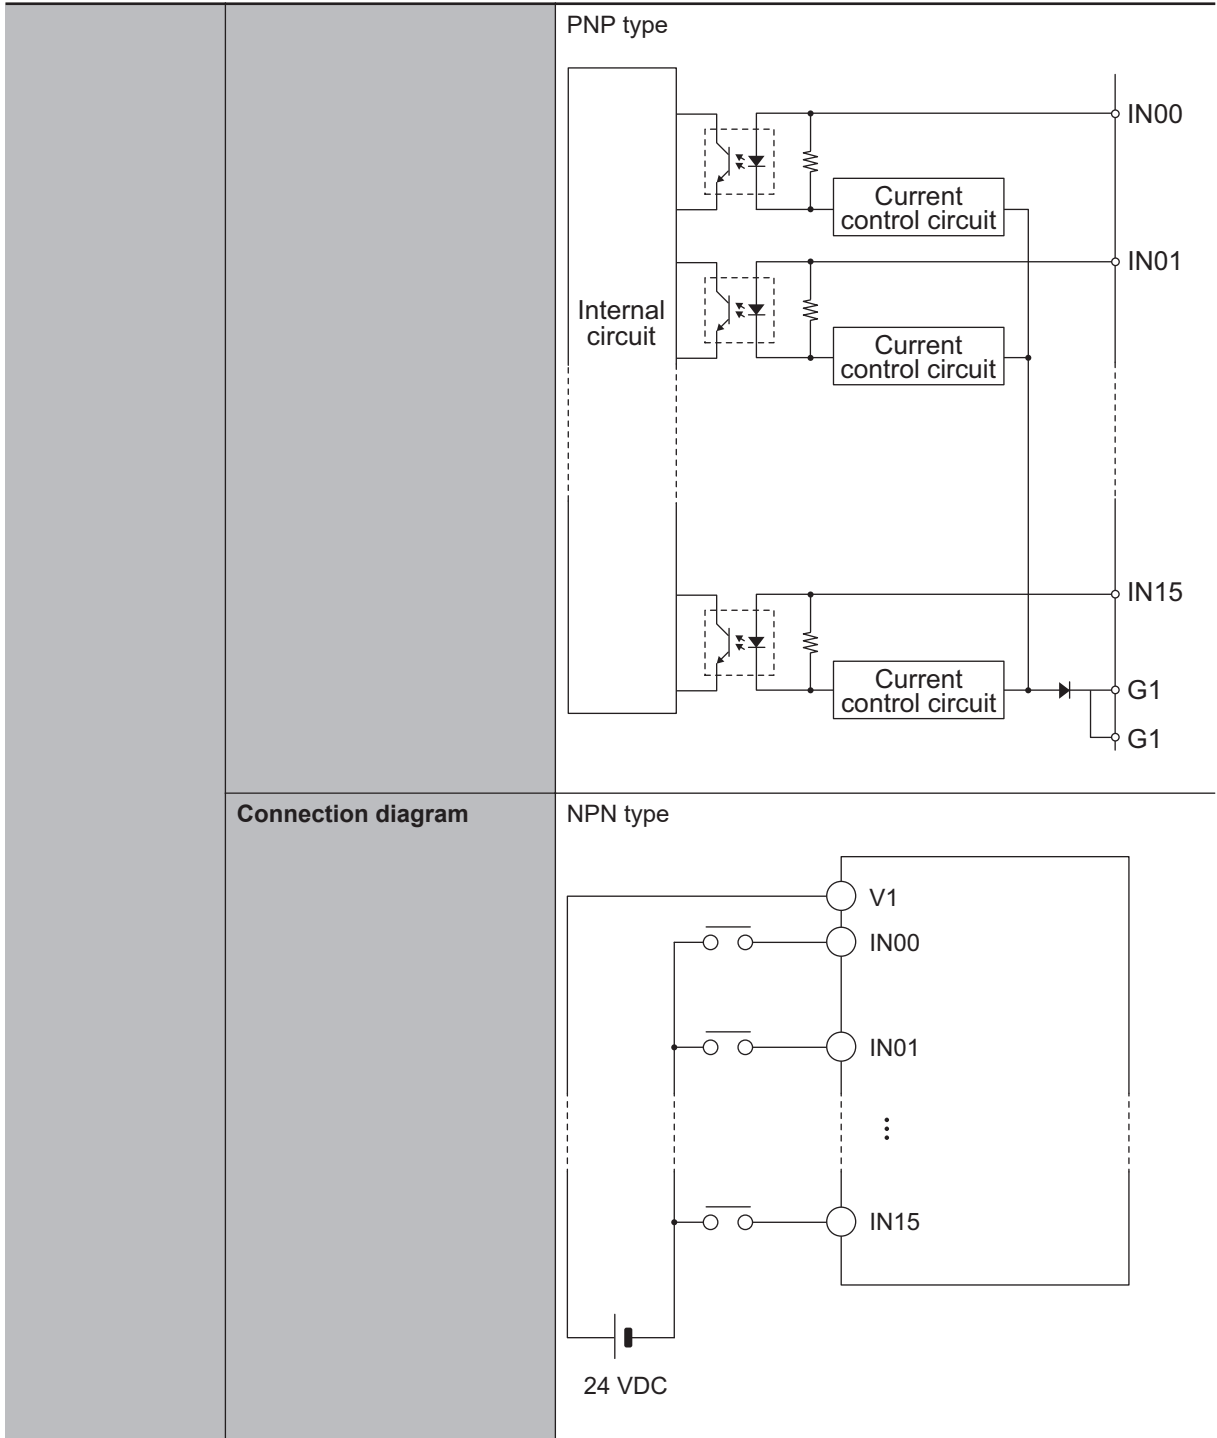 PNP type
IN00
Current
control circuit
IN01
Internal
circuit
Current
control circuit
IN15
Current
control circuit
G1
G1
Connection diagram
NPN type
V1
IN00
IN01
IN15
24 VDC